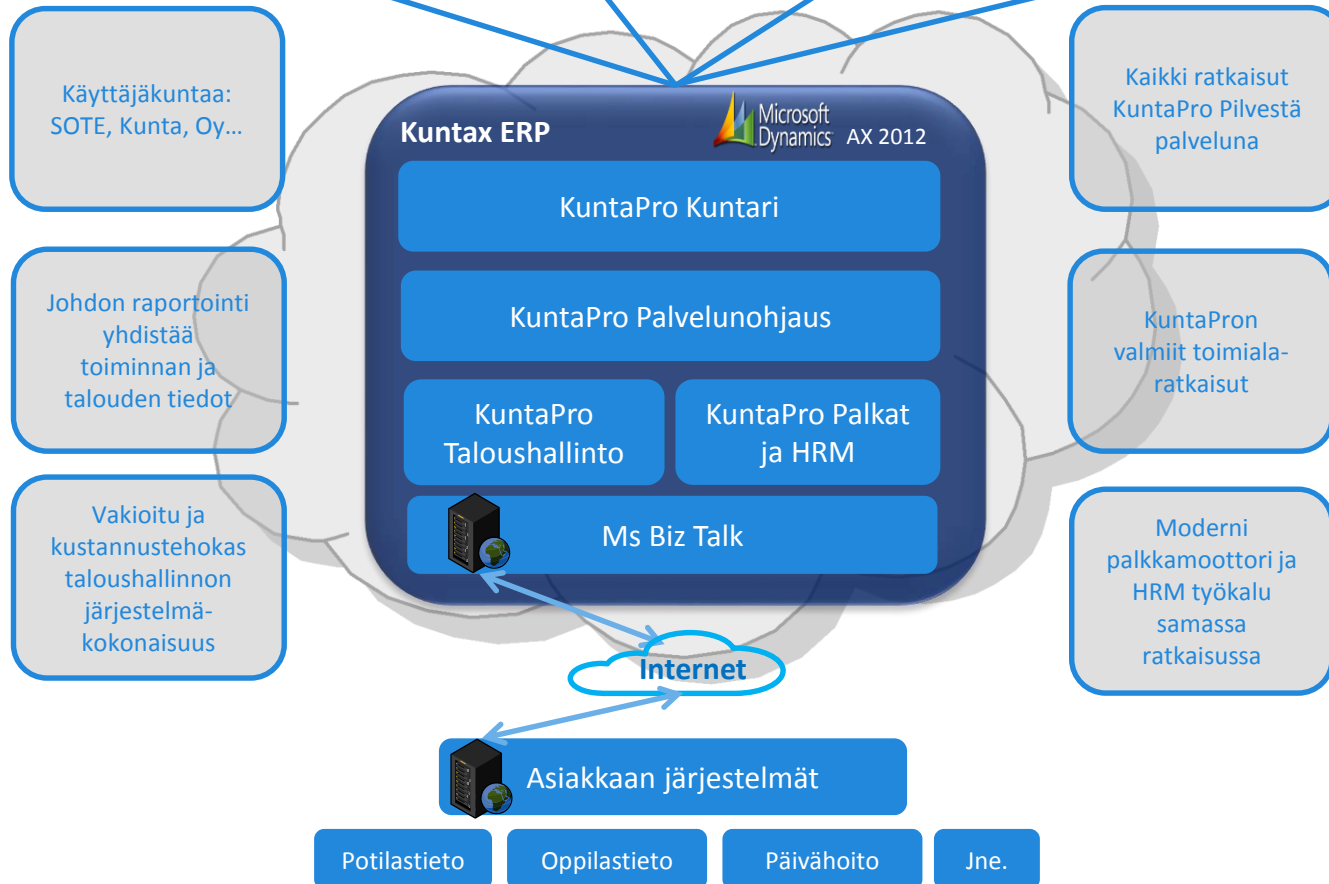 Käyttäjäkuntaa:
SOTE, Kunta, Oy...
Johdon raportointi
yhdistää
toiminnan ja
talouden tiedot
Vakioitu ja
kustannustehokas
taloushallinnon
järjestelmä-
kokonaisuus
Kuntax ERP
Microsoft
Dynamics AX 2012
KuntaPro Kuntari
KuntaPro Palvelunohjaus
KuntaPro
Taloushallinto
KuntaPro Palkat
ja HRM
Ms Biz Talk
Internet
Asiakkaan järjestelmät
Potilastieto
Oppilastieto
Päivähoito
Jne.
Kaikki ratkaisut
KuntaPro Pilvestä
palveluna
KuntaPron
valmiit toimiala-
ratkaisut
Moderni
palkkamoottori ja
HRM työkalu
samassa
ratkaisussa